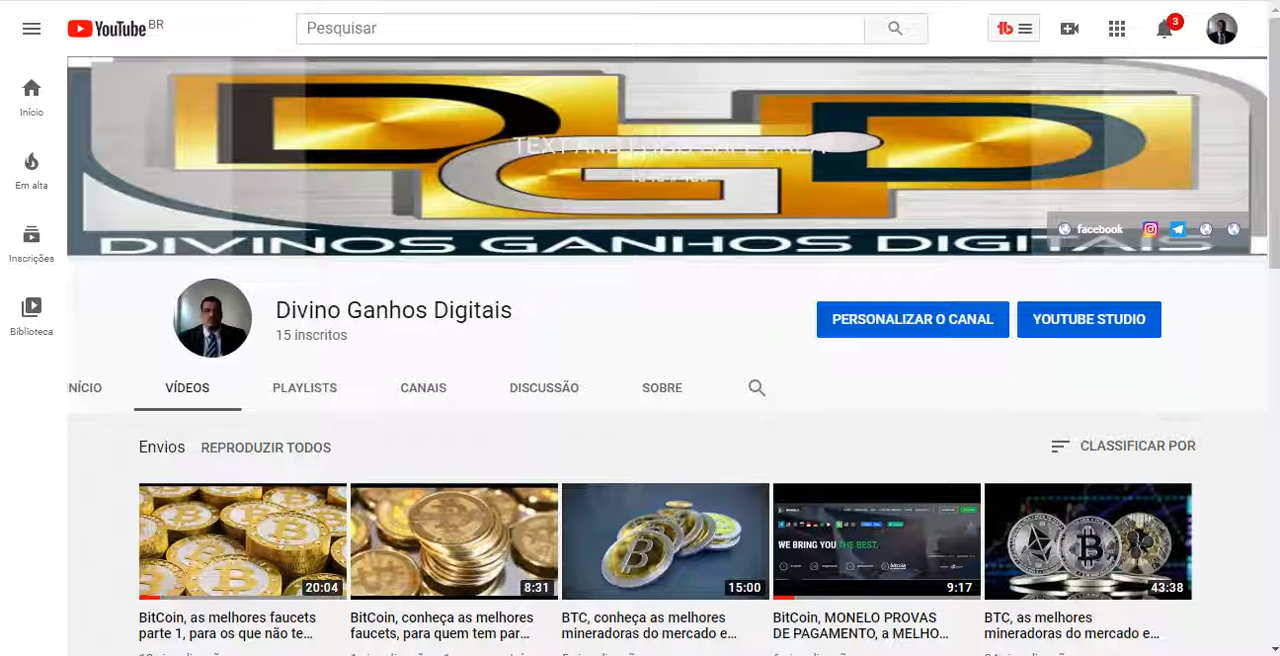 YouTube BR
Pesquisar
3
Início
Em alta
Inscrições
Biblioteca
DIVINOS GANHOS DIGITAIS
facebook
Divino Ganhos Digitais
15 inscritos
PERSONALIZAR O CANAL
YOUTUBE STUDIO
NÍCIO VÍDEOS PLAYLISTS CANAIS DISCUSSÃO SOBRE
Envios REPRODUZIR TODOS
CLASSIFICAR POR
WE BRING YOU THE BEST.
20:04
8:31
15:00
9:17
43:38
BitCoin, as melhores faucets
parte 1, para os que não te...
BitCoin, conheça as melhores
faucets, para quem tem par...
BTC, conheça as melhores
mineradoras do mercado e...
BitCoin, MONELO PROVAS
DE PAGAMENTO, a MELHO...
BTC, as melhores
mineradoras do mercado e...